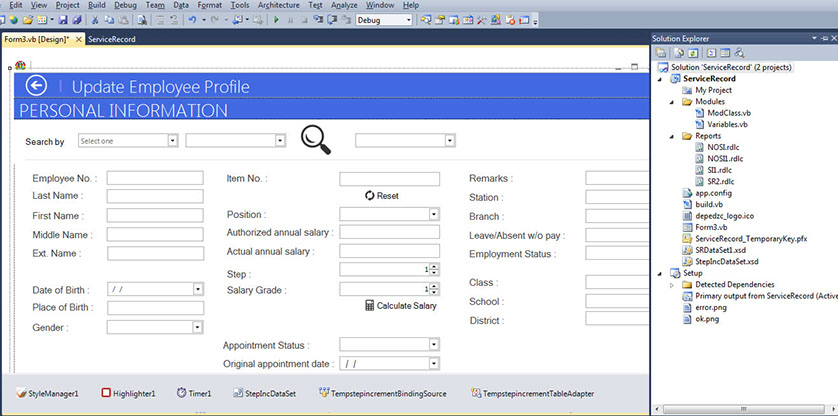 Edit View Project Build Debug Team Data Format Tools Architecture Test Analyze Window Help
Debug
Form3.vb [Design]* ServiceRecord
Update Employee Profile
PERSONAL INFORMATION
Search by Select one
Employee No. :
Last Name :
First Name :
Middle Name :
Ext. Name :
Date of Birth : / /
Place of Birth :
Gender :
Item No. :
Reset
Position :
Authorized annual salary :
Actual annual salary :
Step : 1
Salary Grade : 1
Calculate Salary
Appointment Status :
Original appointment date : / /
Remarks :
Station :
Branch :
Leave/Absent w/o pay :
Employment Status :
Class :
School :
District :
StyleManager1 Highlighter1 Timer1 StepIncDataSet TempstepincrementBindingSource TempstepincrementTableAdapter
Solution Explorer
Solution 'ServiceRecord' (2 projects)
ServiceRecord
My Project
Modules
ModClass.vb
Variables.vb
Reports
NOSI.rdlc
NOSI1.rdlc
SI1.rdlc
SR2.rdlc
app.config
build.vb
depedzc_logo.ico
Form3.vb
ServiceRecord_TemporaryKey.pfx
SRDataSet1.xsd
StepIncDataSet.xsd
Setup
Detected Dependencies
Primary output from ServiceRecord (Active
error.png
ok.png